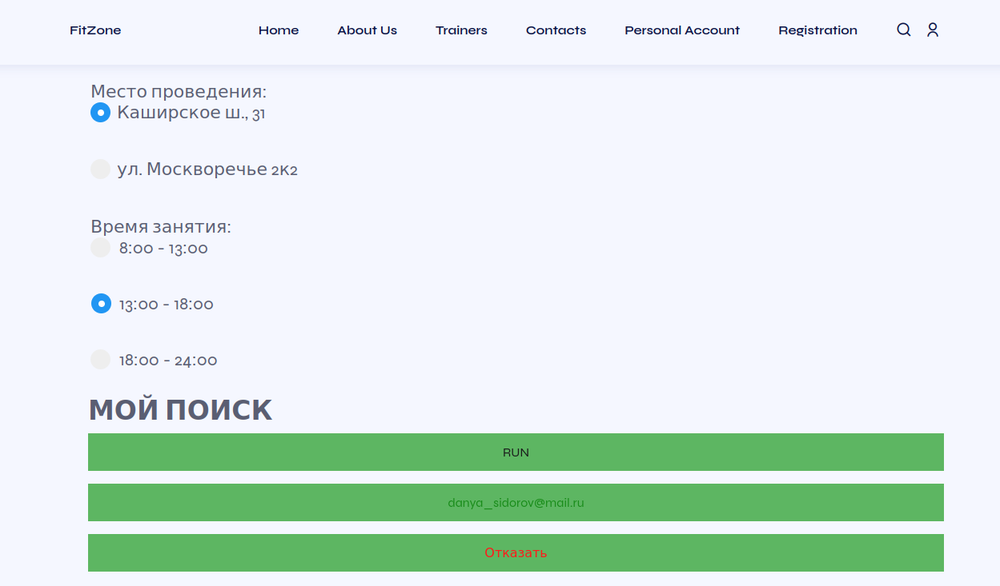 FitZone Home About Us Trainers Contacts Personal Account Registration
Место проведения:
Каширское ш., 31
ул. Москворечье 2к2
Время занятия:
8:00 - 13:00
13:00 - 18:00
18:00 - 24:00
МОЙ ПОИСК
RUN
danya_sidorov@mail.ru
Отказать